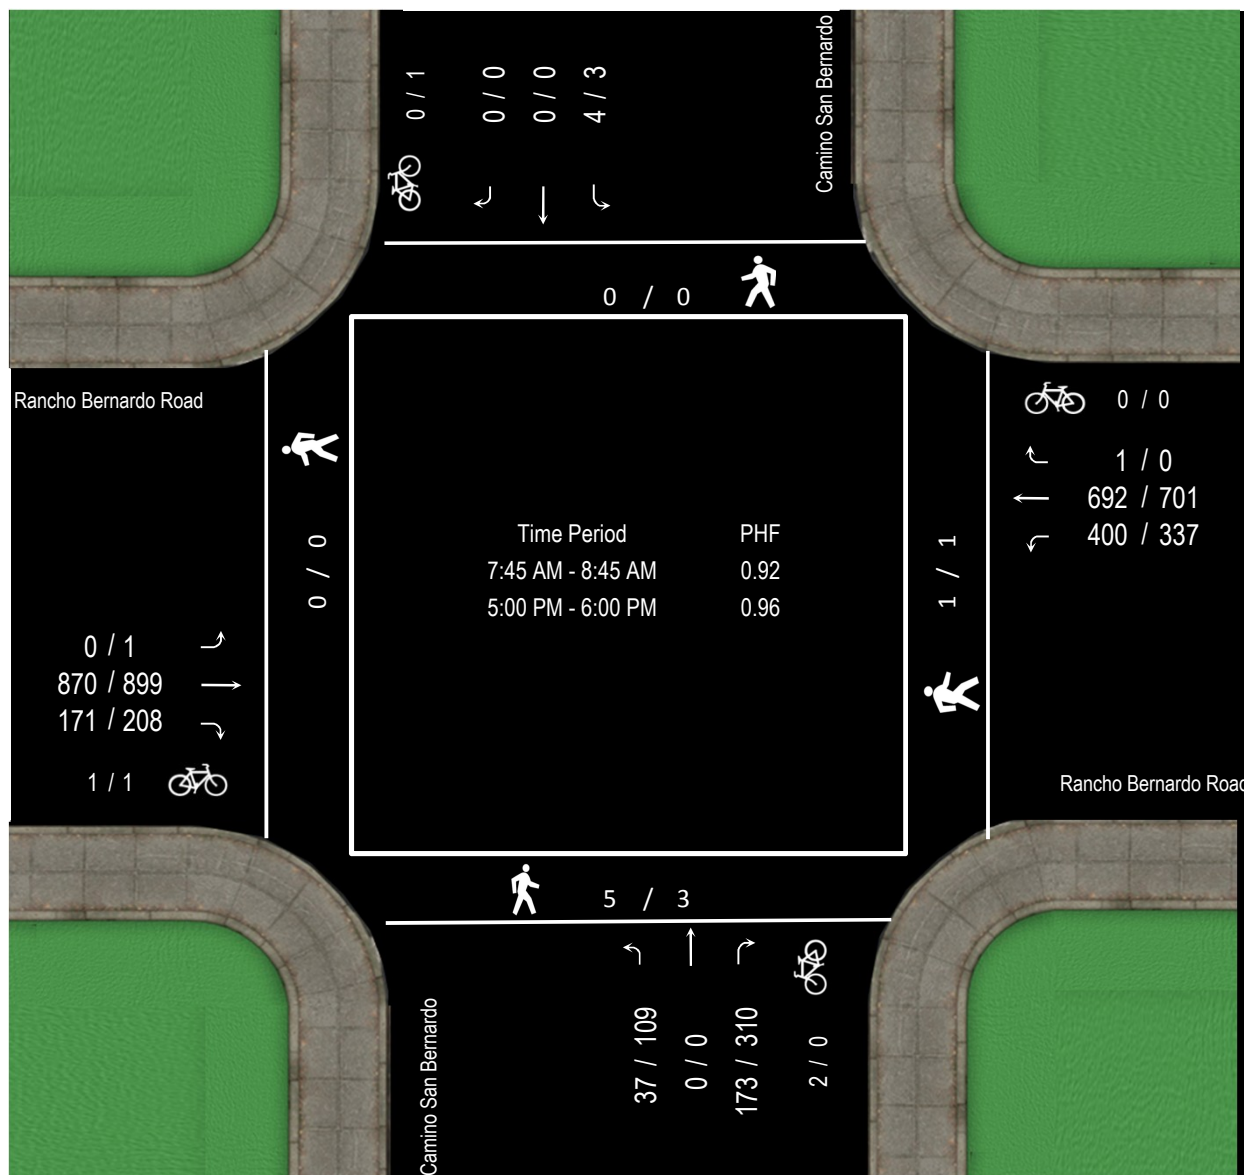 0 / 1
0 / 0
0 / 0
4 / 3
Camino San Bernardo
0 / 0
Rancho Bernardo Road
0 / 0
1 / 0
692 / 701
400 / 337
0 / 0
Time Period PHF
7:45 AM - 8:45 AM 0.92
5:00 PM - 6:00 PM 0.96
1 / 1
0 / 1
870 / 899
171 / 208
1 / 1
Rancho Bernardo Road
5 / 3
Camino San Bernardo
37 / 109
0 / 0
173 / 310
2 / 0